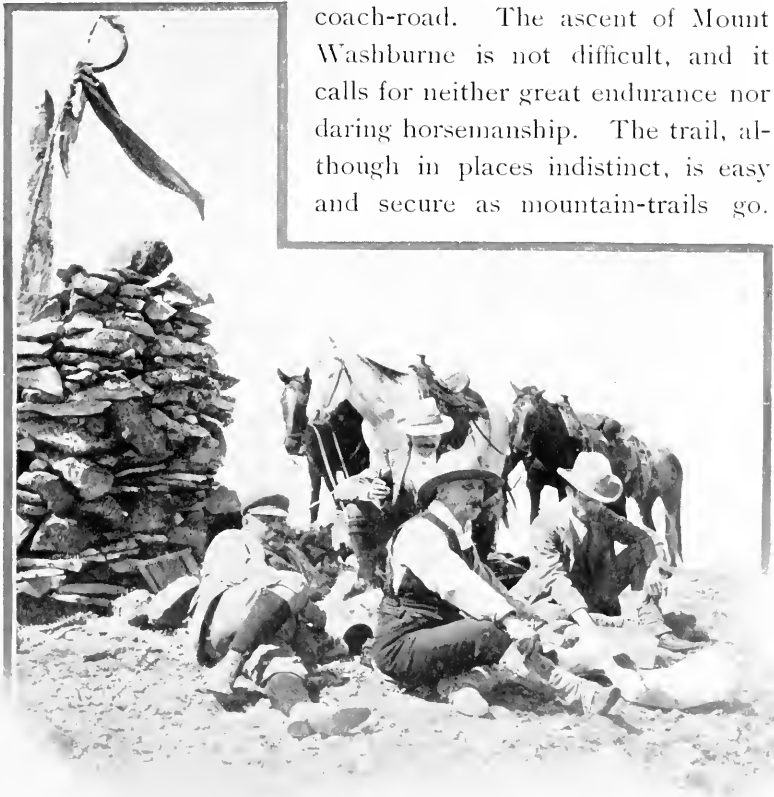 coach-road. The ascent of Mount
Washburne is not difficult, and it
calls for neither great endurance nor
daring horsemanship. The trail, al-
though in places indistinct, is easy
and secure as mountain-trails go.